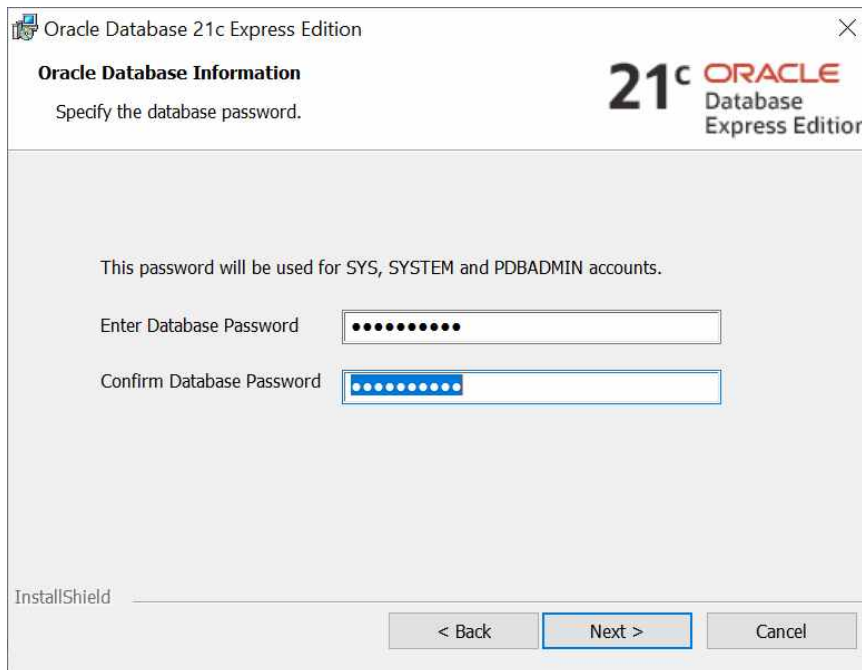 Oracle Database 21c Express Edition
Oracle Database Information
Specify the database password.
21c ORACLE
Database
Express Edition
This password will be used for SYS, SYSTEM and PDBADMIN accounts.
Enter Database Password ●●●●●●●●●●
Confirm Database Password ●●●●●●●●●●
InstallShield
< Back Next > Cancel